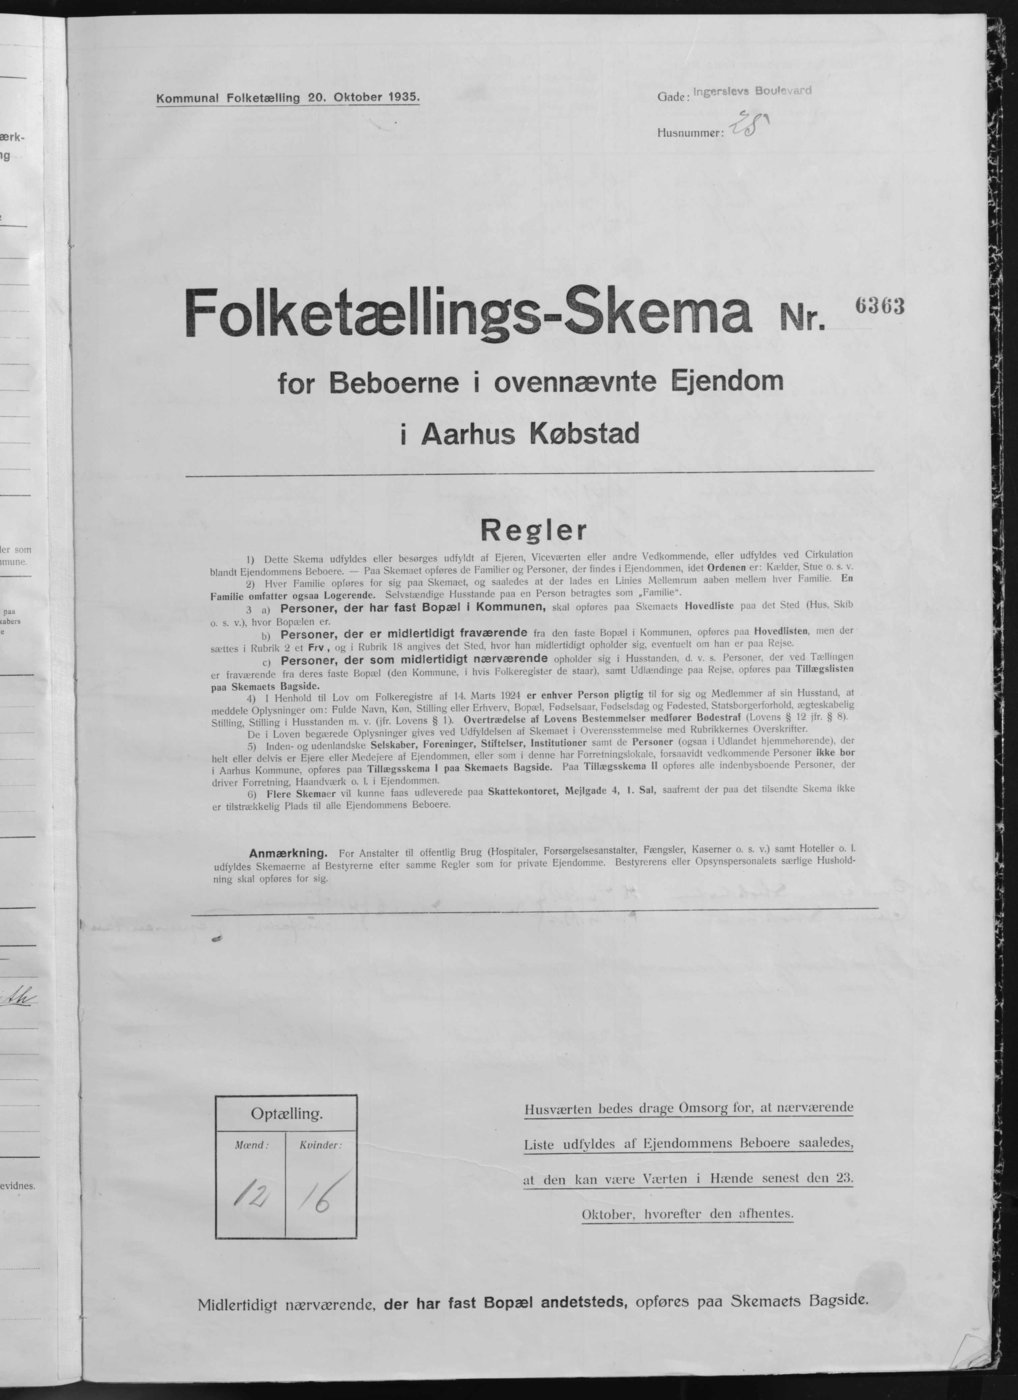 Kommunal Folketælling 20. Oktober 1935.
Gade: Ingerslevs Boulevard
Husnummer: 28
Folketællings-Skema Nr. 6363
for Beboerne i ovennævnte Ejendom
i Aarhus Købstad
Regler
1) Dette Skema udfyldes eller besørges udfyldt af Ejeren, Viceværten eller andre Vedkommende, eller udfyldes ved Cirkulation
blandt Ejendommens Beboere. — Paa Skemaet opføres de Familier og Personer, der findes i Ejendommen, idet Ordenen er: Kælder, Stue o. s. v.
2) Hver Familie opføres for sig paa Skemaet, og saaledes at der lades en Linies Mellemrum aaben mellem hver Familie. En
Familie omfatter ogsaa Logerende. Selvstændige Husstande paa en Person betragtes som „Familie".
3 a) Personer, der har fast Bopæl i Kommunen, skal opføres paa Skemaets Hovedliste paa det Sted (Hus, Skib
o. s. v.), hvor Bopælen er.
b) Personer, der er midlertidigt fraværende fra den faste Bopæl i Kommunen, opføres paa Hovedlisten, men der
sættes i Rubrik 2 et Frv, og i Rubrik 18 angives det Sted, hvor han midlertidigt opholder sig, eventuelt om han er paa Rejse.
c) Personer, der som midlertidigt nærværende opholder sig i Husstanden, d. v. s. Personer, der ved Tællingen
er fraværende fra deres faste Bopæl (den Kommune, i hvis Folkeregister de staar), samt Udlændinge paa Rejse, opføres paa Tillægslisten
paa Skemaets Bagside.
4) I Henhold til Lov om Folkeregistre af 14. Marts 1924 er enhver Person pligtig til for sig og Medlemmer af sin Husstand, at
meddele Oplysninger om: Fulde Navn, Køn, Stilling eller Erhverv, Bopæl, Fødselsaar, Fødselsdag og Fødested, Statsborgerforhold, ægteskabelig
Stilling, Stilling i Husstanden m. v. (jfr. Lovens § 1). Overtrædelse af Lovens Bestemmelser medfører Bødestraf (Lovens § 12 jfr. § 8).
De i Loven begærede Oplysninger gives ved Udfyldelsen af Skemaet i Overensstemmelse med Rubrikkernes Overskrifter.
5) Inden- og udenlandske Selskaber, Foreninger, Stiftelser, Institutioner samt de Personer (ogsaa i Udlandet hjemmehørende), der
helt eller delvis er Ejere eller Medejere af Ejendommen, eller som i denne har Forretningslokale, forsaavidt vedkommende Personer ikke bor
i Aarhus Kommune, opføres paa Tillægsskema I paa Skemaets Bagside. Paa Tillægsskema II opføres alle indenbysboende Personer, der
driver Forretning, Haandværk o. l. i Ejendommen.
6) Flere Skemaer vil kunne faas udleverede paa Skattekontoret, Mejlgade 4, 1. Sal, saafremt der paa det tilsendte Skema ikke
er tilstrækkelig Plads til alle Ejendommens Beboere.
Anmærkning. For Anstalter til offentlig Brug (Hospitaler, Forsørgelsesanstalter, Fængsler, Kaserner o. s. v.) samt Hoteller o. l.
udfyldes Skemaerne af Bestyrerne efter samme Regler som for private Ejendomme. Bestyrerens eller Opsynspersonalets særlige Hushold-
ning skal opføres for sig.
Optælling.
Mænd: Kvinder:
12 16
Husværten bedes drage Omsorg for, at nærværende
Liste udfyldes af Ejendommens Beboere saaledes,
at den kan være Værten i Hænde senest den 23.
Oktober, hvorefter den afhentes.
Midlertidigt nærværende, der har fast Bopæl andetsteds, opføres paa Skemaets Bagside.